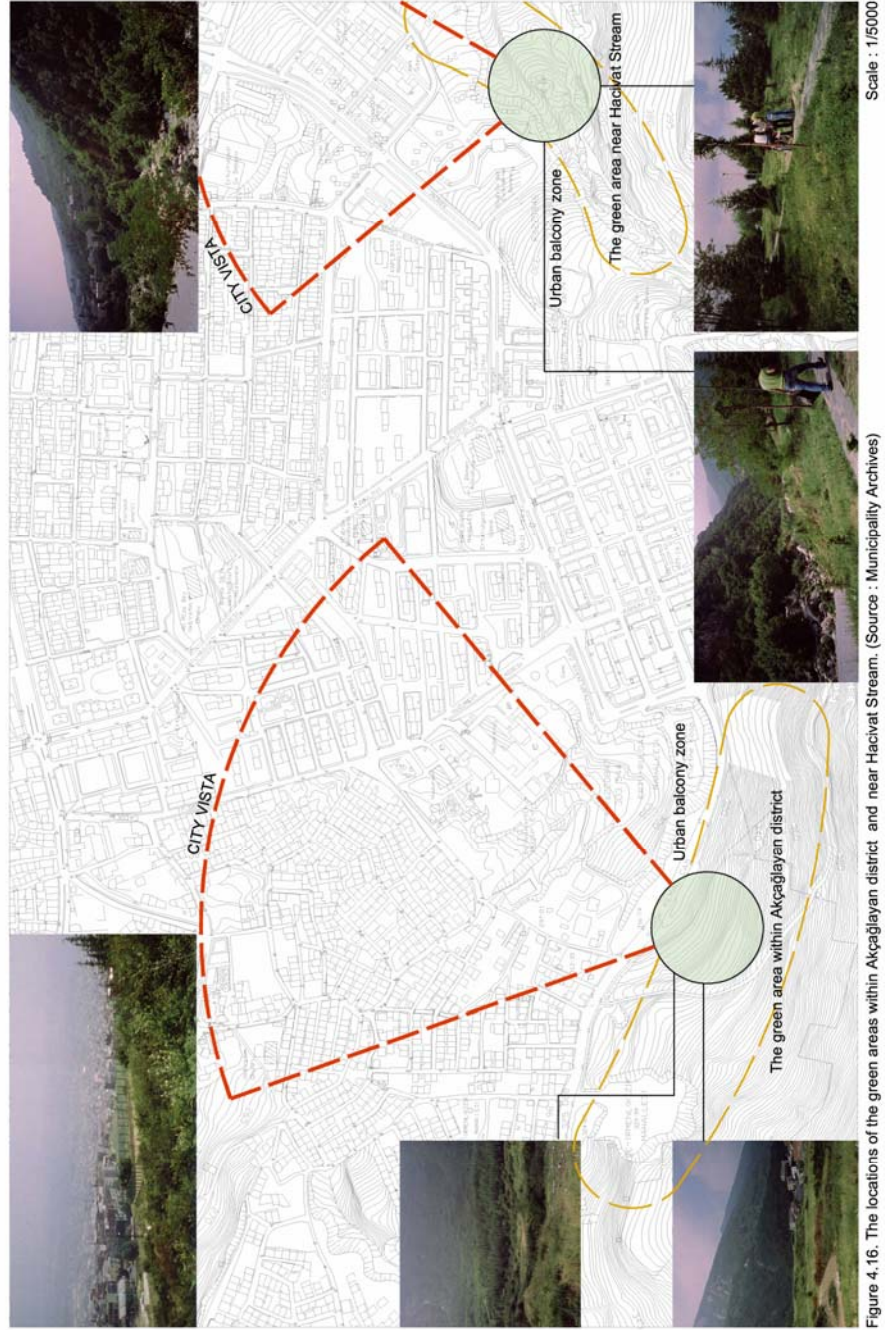 CITY VISTA
CITY VISTA
Urban balcony zone
The green area within Akçağlayan district
Urban balcony zone
The green area near Hacivat Stream
Figure 4.16. The locations of the green areas within Akçağlayan district and near Hacivat Stream. (Source : Municipality Archives)
Scale : 1/5000